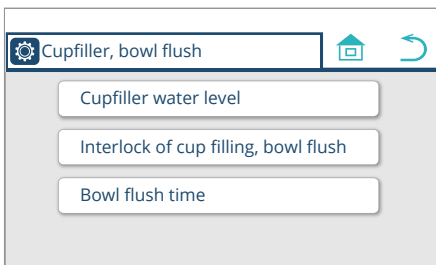 Cupfiller, bowl flush
Cupfiller water level
Interlock of cup filling, bowl flush
Bowl flush time